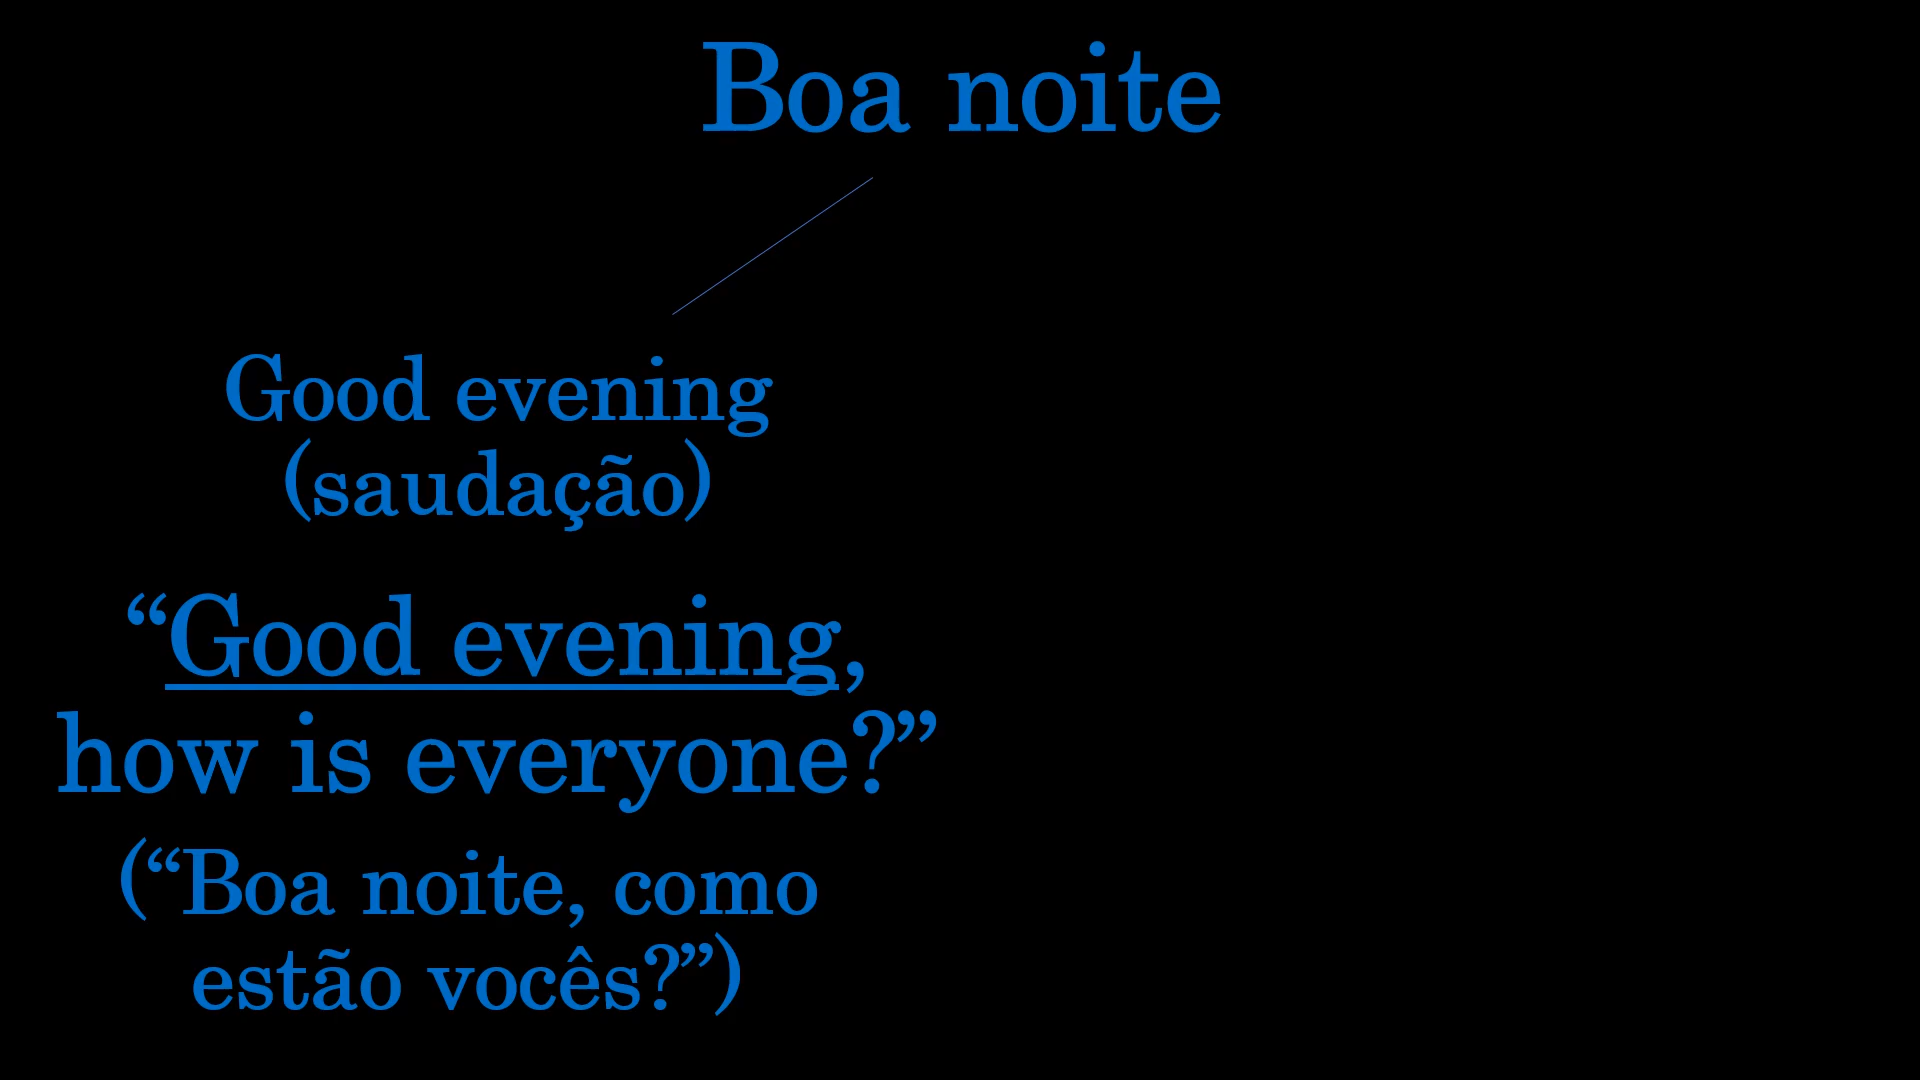 Boa noite
Good evening
(saudação)
“Good evening,
how is everyone?”
(“Boa noite, como
estão vocês?”)